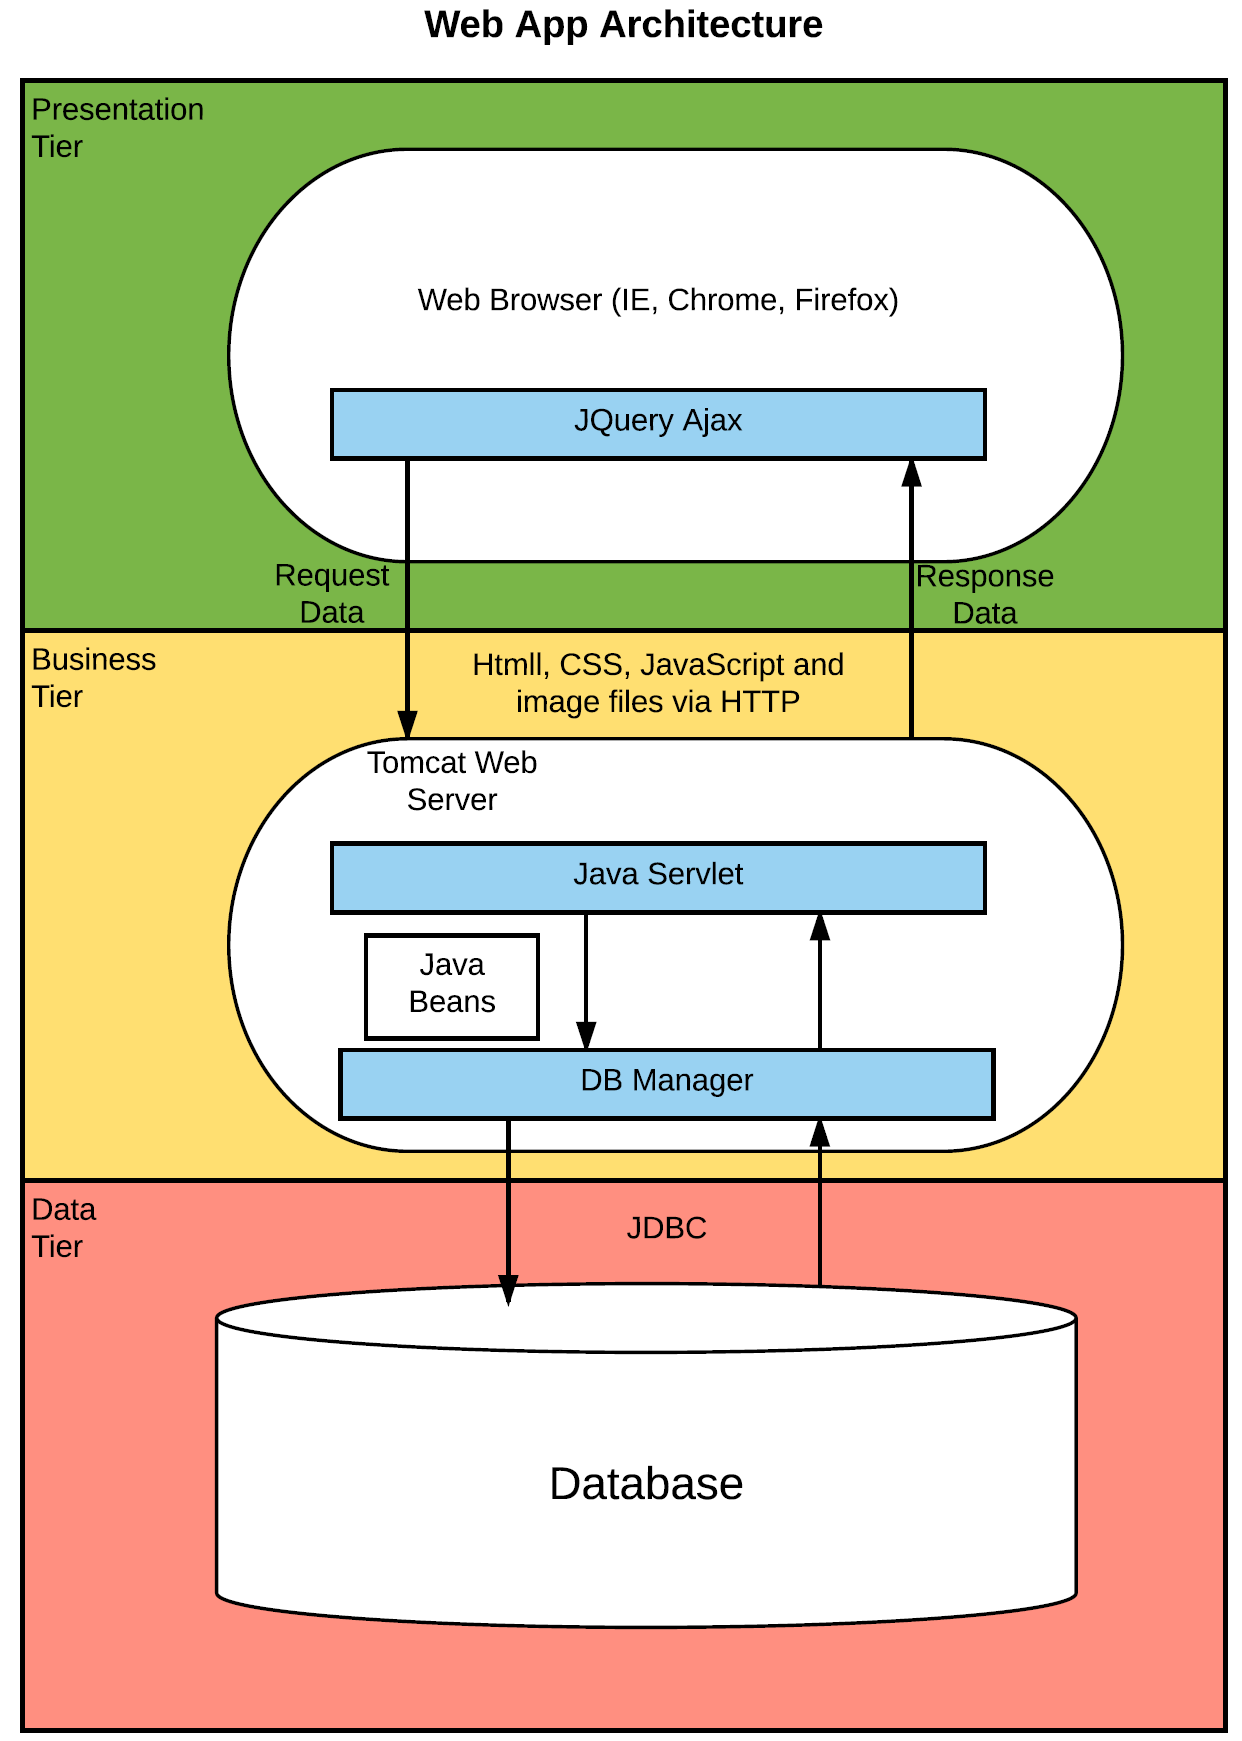 Web App Architecture
Presentation
Tier
Web Browser (IE, Chrome, Firefox)
JQuery Ajax
Request
Data
Response
Data
Business
Tier
Htmll, CSS, JavaScript and
image files via HTTP
Tomcat Web
Server
Java Servlet
Java
Beans
DB Manager
Data
Tier
JDBC
Database